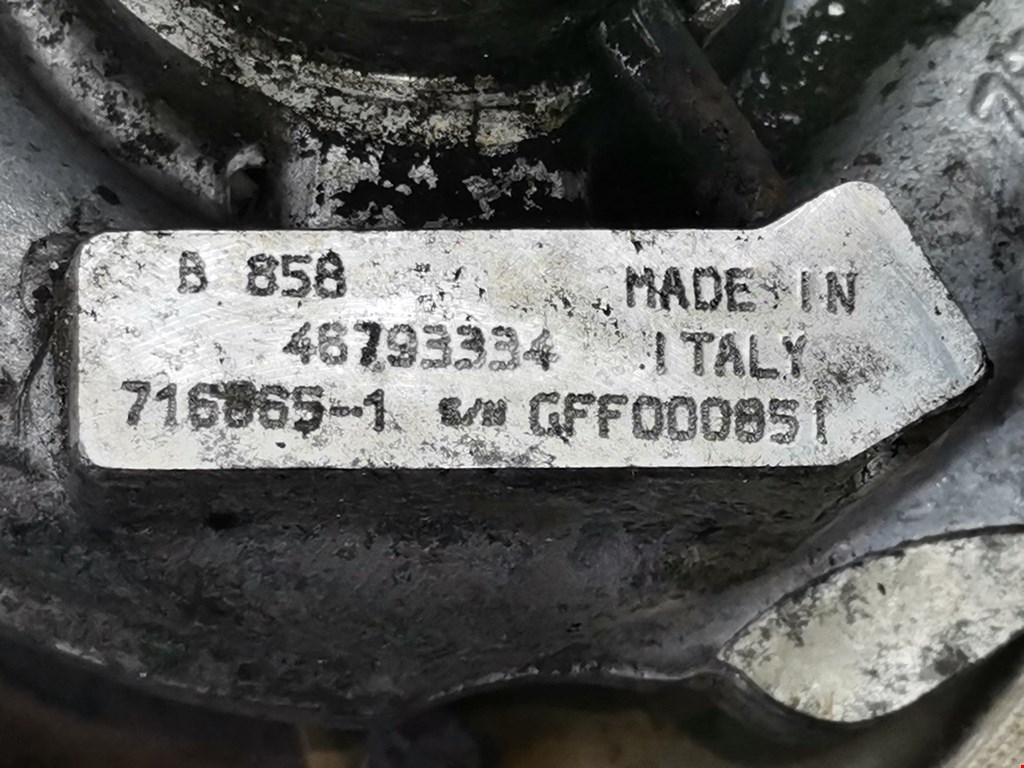 B 858 MADE IN
46793334 ITALY
716865-1 S/N GFF000851